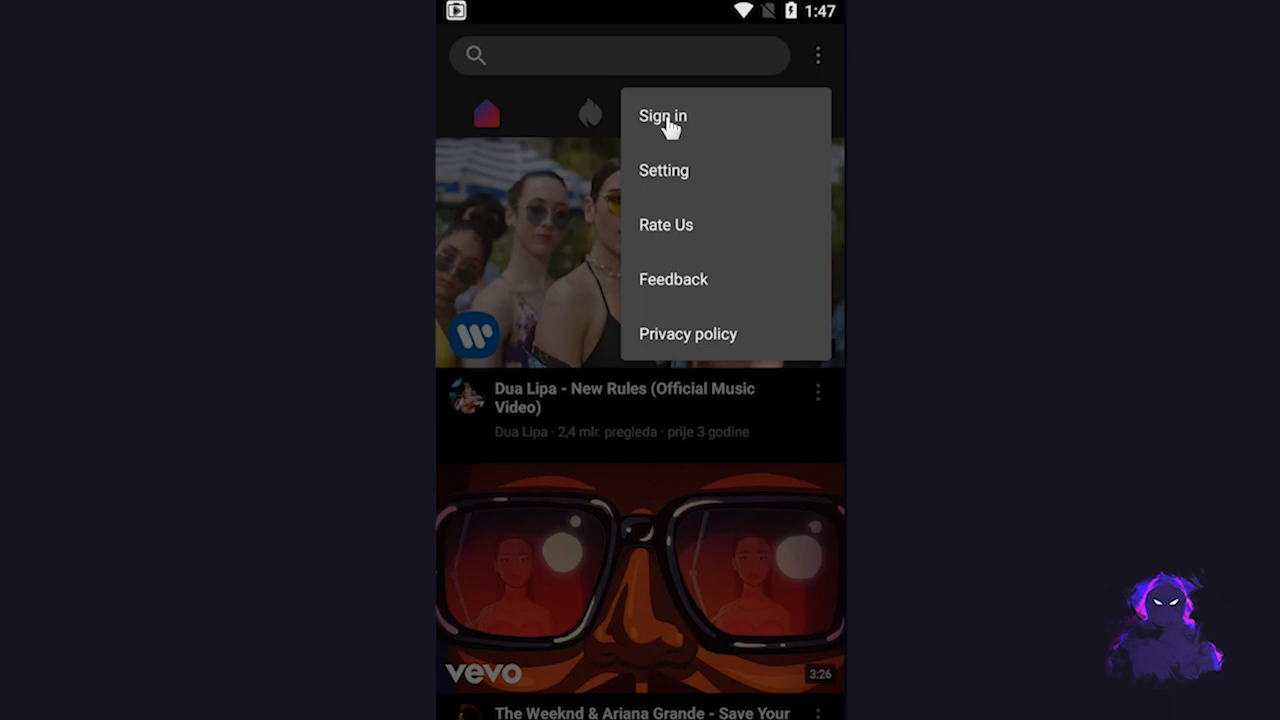 1:47
Sign in
Setting
Rate Us
Feedback
Privacy policy
Dua Lipa - New Rules (Official Music
Video)
Dua Lipa · 2,4 mlr. pregleda · prije 3 godine
vevo
3:26
The Weeknd & Ariana Grande - Save Your